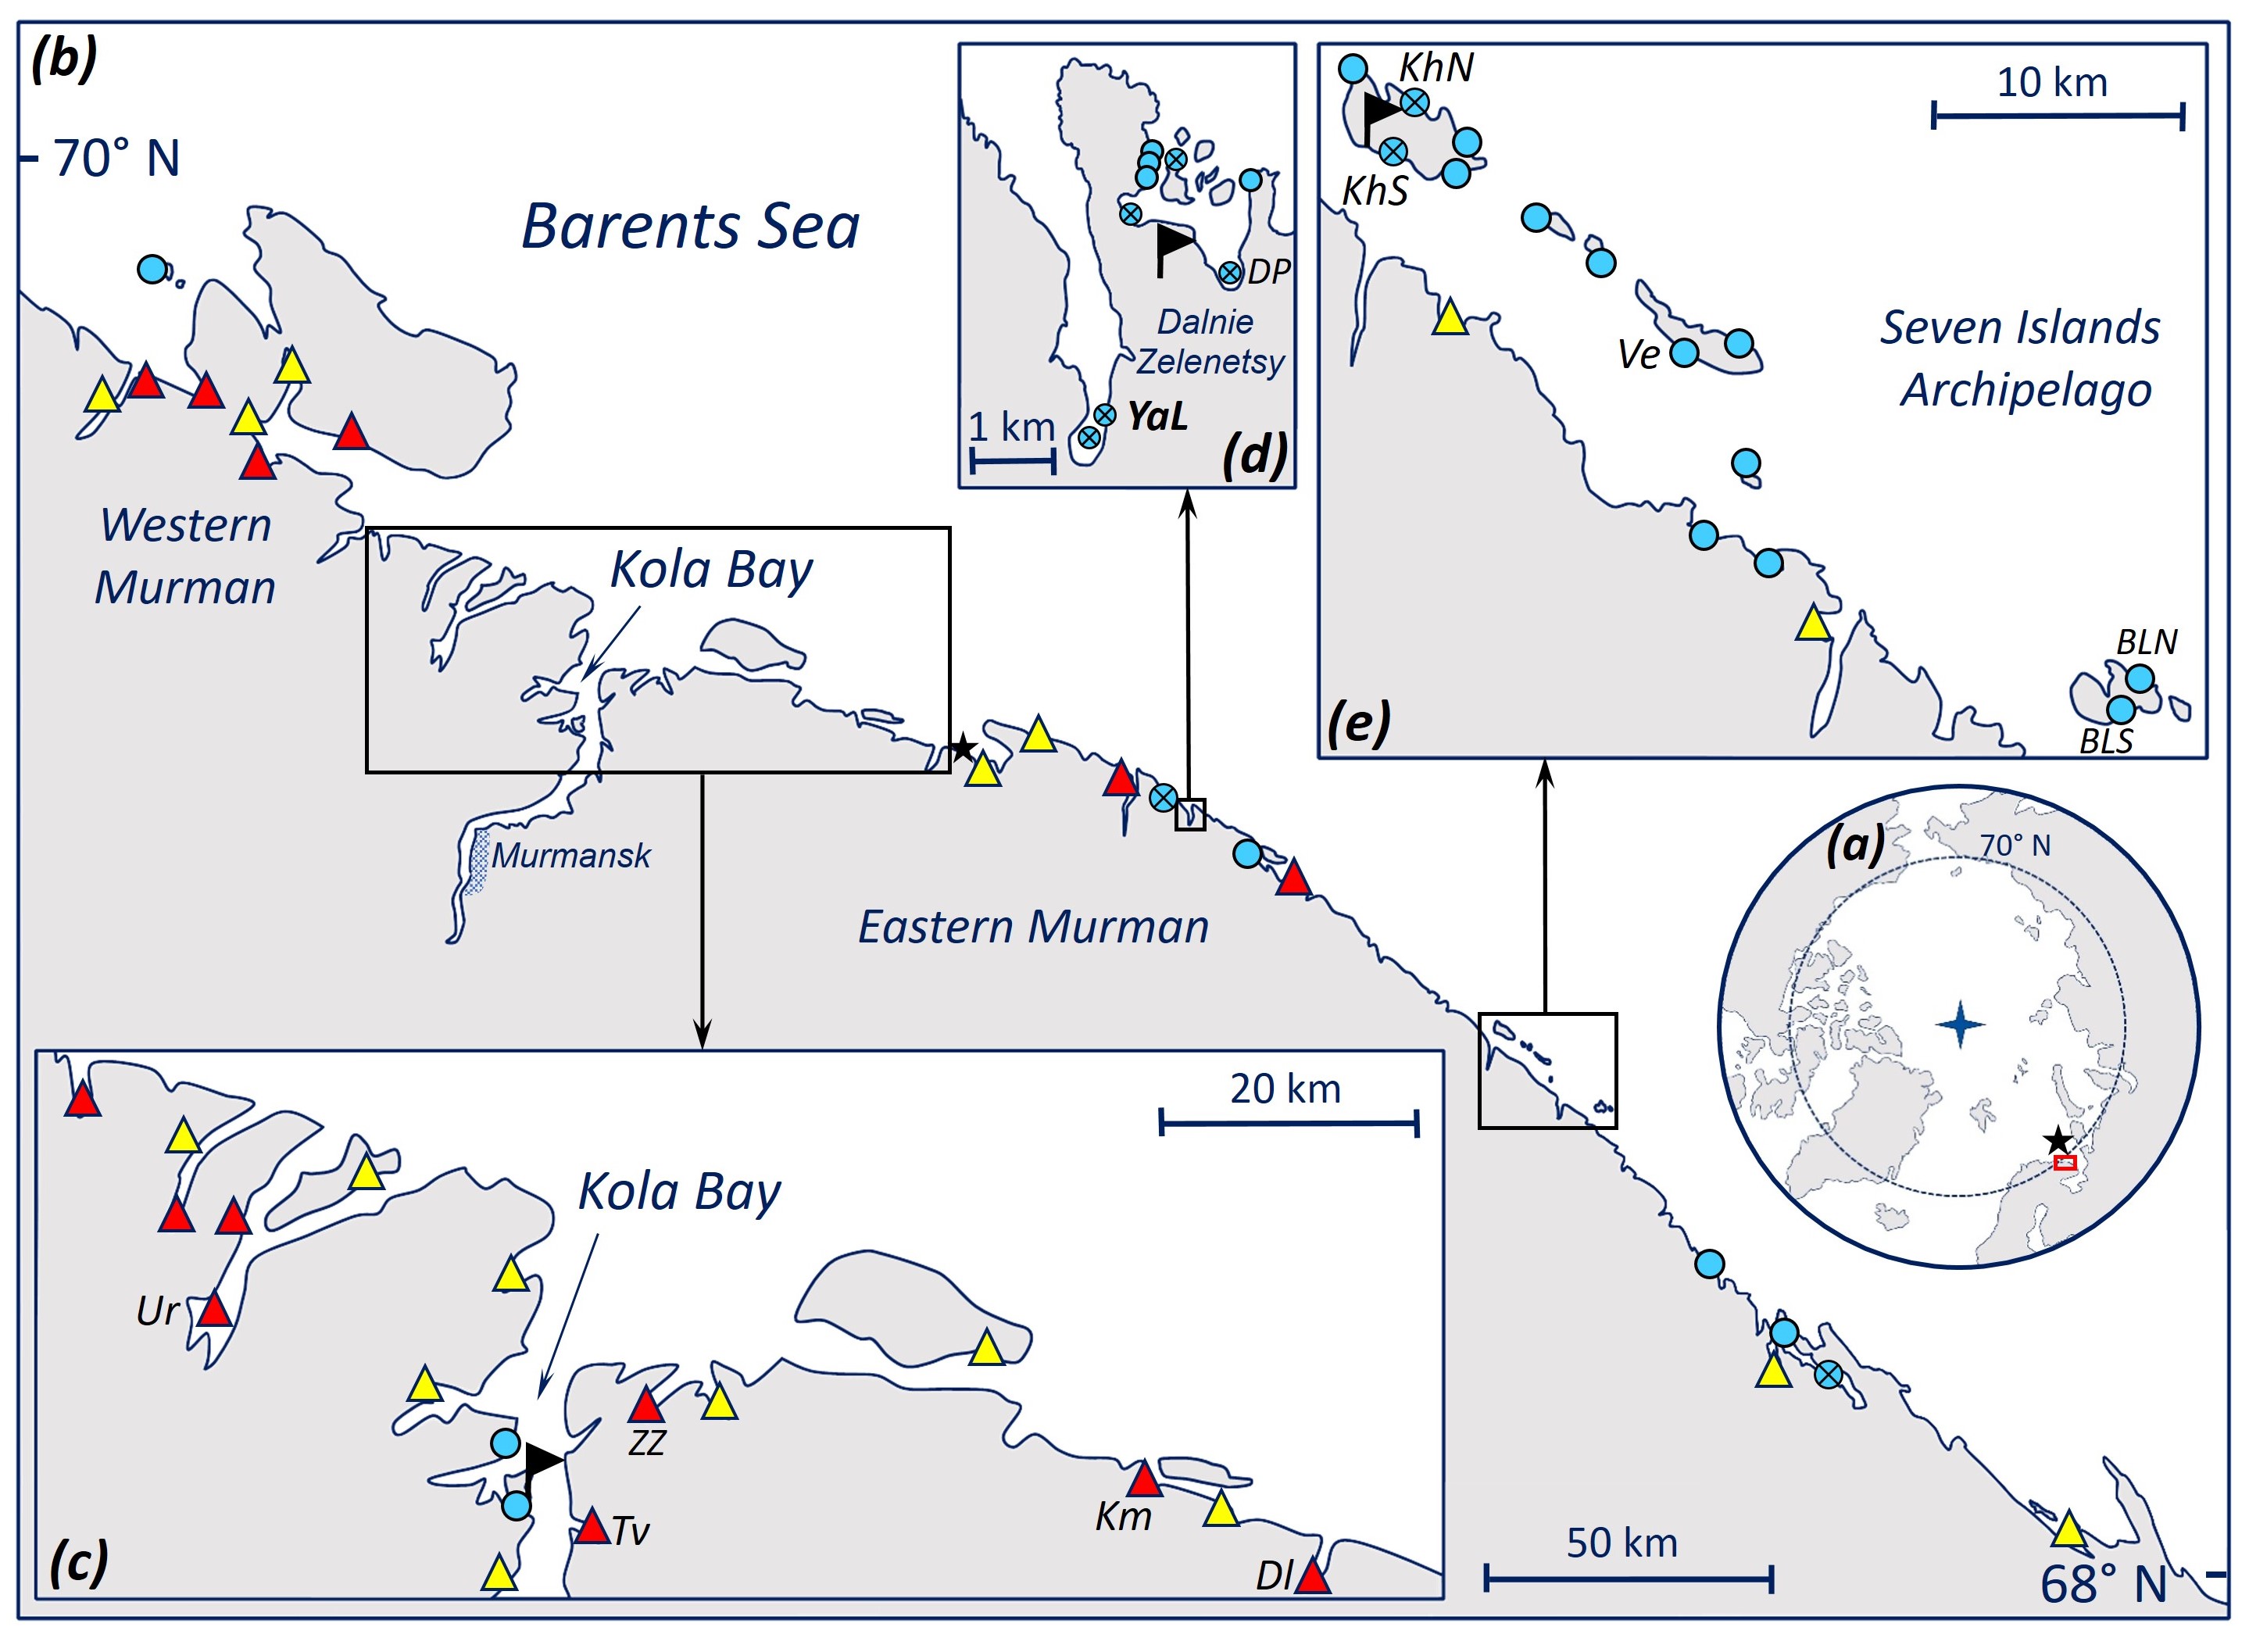 (b)
70° N
Barents Sea
Western
Murman
Kola Bay
Murmansk
Eastern Murman
50 km
68° N
(d)
DP
Dalnie
Zelenetsy
YaL
1 km
(e)
KhN
KhS
10 km
Ve
Seven Islands
Archipelago
BLN
BLS
(a)
70° N
(c)
20 km
Kola Bay
Ur
ZZ
Tv
Km
Dl